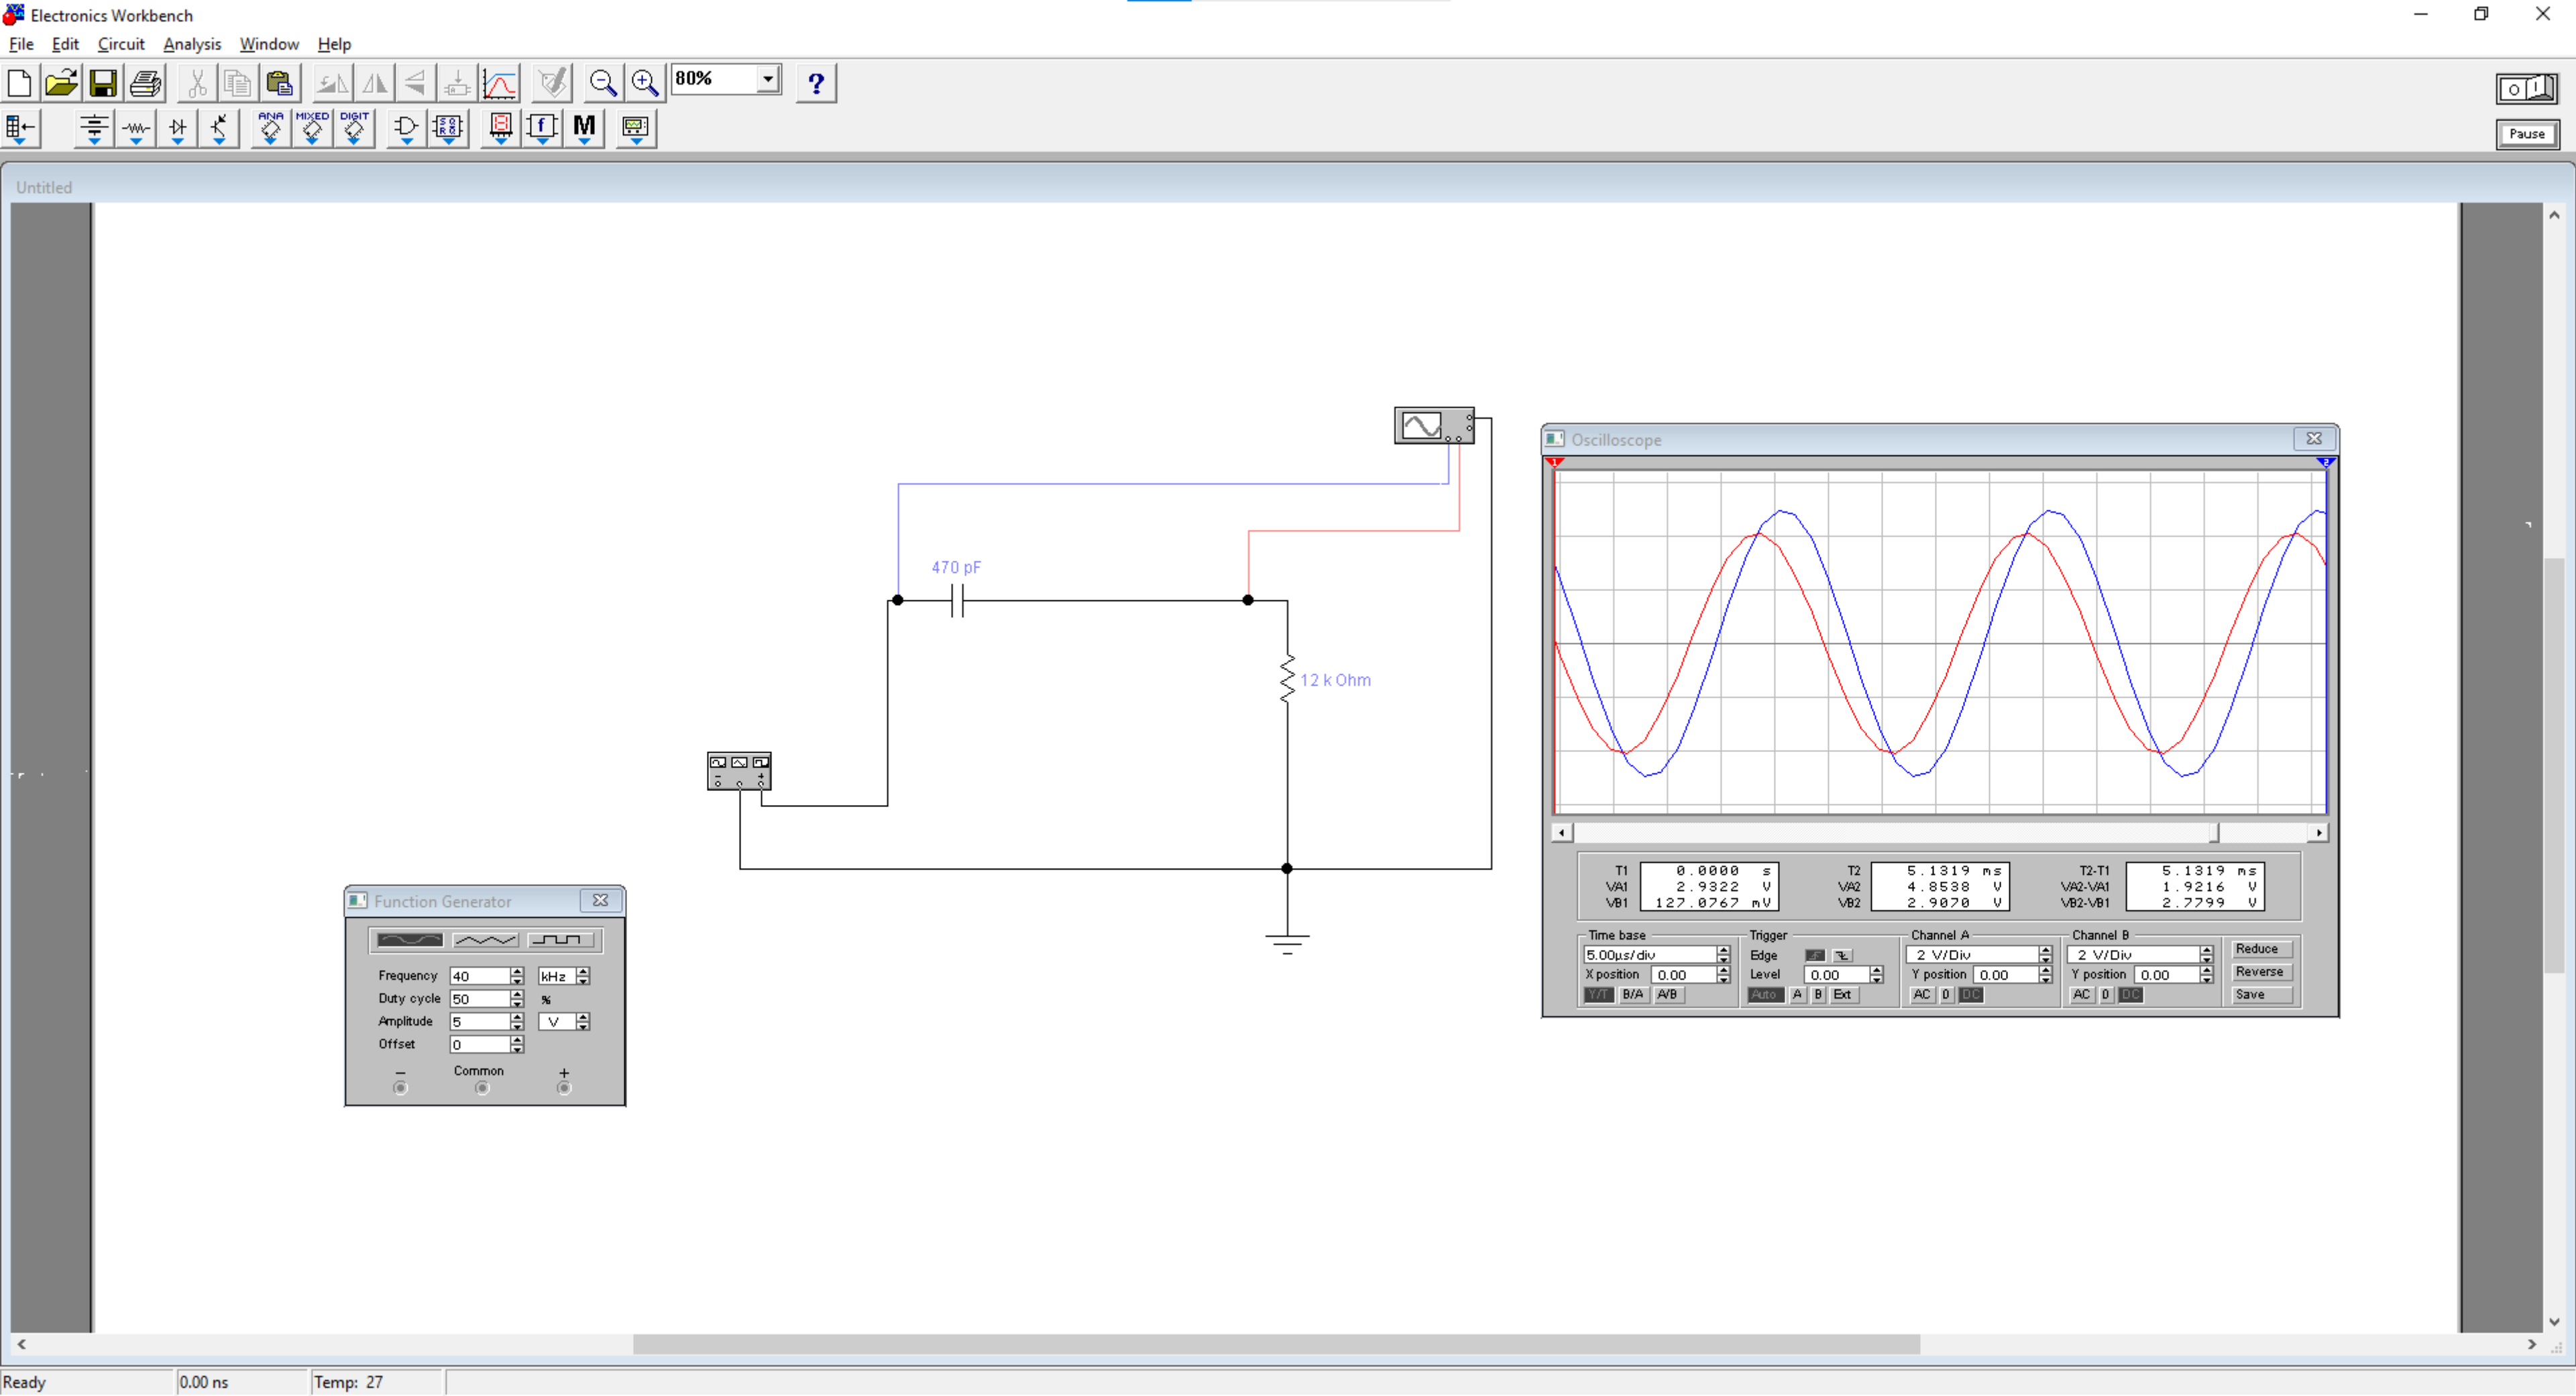 Electronics Workbench
File Edit Circuit Analysis Window Help
80% ?
ANA MIXED DIGIT
M
Pause
Untitled
470 pF
12 k Ohm
Oscilloscope
1 2
T1 0.0000 s T2 5.1319 ms T2-T1 5.1319 ms
VA1 2.9322 V VA2 4.8538 V VA2-VA1 1.9216 V
VB1 127.0767 mV VB2 2.9070 V VB2-VB1 2.7799 V
Time base Trigger Channel A Channel B Reduce
5.00µs/div Edge 2 V/Div 2 V/Div
X position 0.00 Level 0.00 Y position 0.00 Y position 0.00 Reverse
Y/T B/A A/B Auto A B Ext AC 0 DC AC 0 DC Save
Function Generator
Frequency 40 kHz
Duty cycle 50 %
Amplitude 5 V
Offset 0
− Common +
Ready 0.00 ns Temp: 27